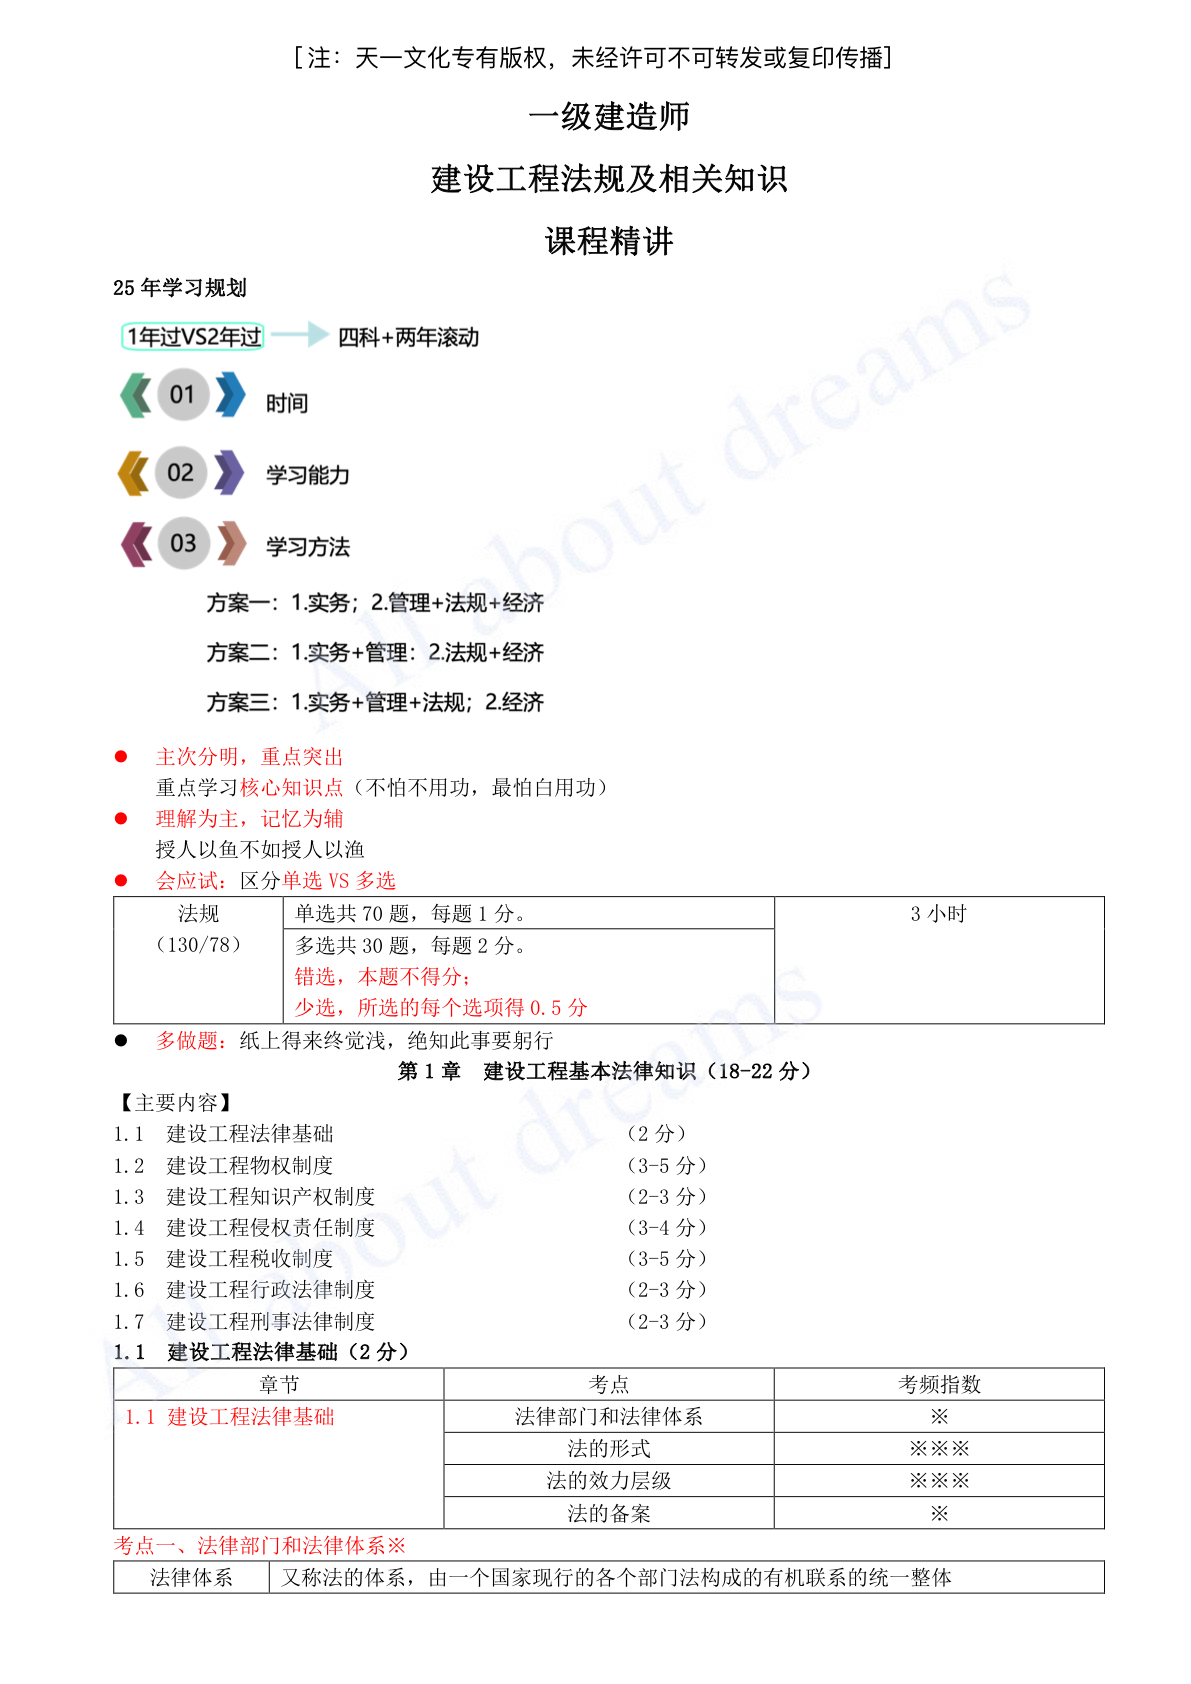 [注：天一文化专有版权，未经许可不可转发或复印传播]
一级建造师
建设工程法规及相关知识
课程精讲
25 年学习规划
1年过VS2年过 四科+两年滚动
01 时间
02 学习能力
03 学习方法
方案一：1.实务；2.管理+法规+经济
方案二：1.实务+管理：2.法规+经济
方案三：1.实务+管理+法规；2.经济
● 主次分明，重点突出
重点学习核心知识点（不怕不用功，最怕白用功）
● 理解为主，记忆为辅
授人以鱼不如授人以渔
● 会应试：区分单选 VS 多选
法规 单选共 70 题，每题 1 分。 3 小时
（130/78） 多选共 30 题，每题 2 分。
错选，本题不得分；
少选，所选的每个选项得 0.5 分
● 多做题：纸上得来终觉浅，绝知此事要躬行
第 1 章 建设工程基本法律知识（18-22 分）
【主要内容】
1.1 建设工程法律基础 （2 分）
1.2 建设工程物权制度 （3-5 分）
1.3 建设工程知识产权制度 （2-3 分）
1.4 建设工程侵权责任制度 （3-4 分）
1.5 建设工程税收制度 （3-5 分）
1.6 建设工程行政法律制度 （2-3 分）
1.7 建设工程刑事法律制度 （2-3 分）
1.1 建设工程法律基础（2 分）
章节 考点 考频指数
1.1 建设工程法律基础 法律部门和法律体系 ※
法的形式 ※※※
法的效力层级 ※※※
法的备案 ※
考点一、法律部门和法律体系※
法律体系 又称法的体系，由一个国家现行的各个部门法构成的有机联系的统一整体
All about dreams
All about dreams